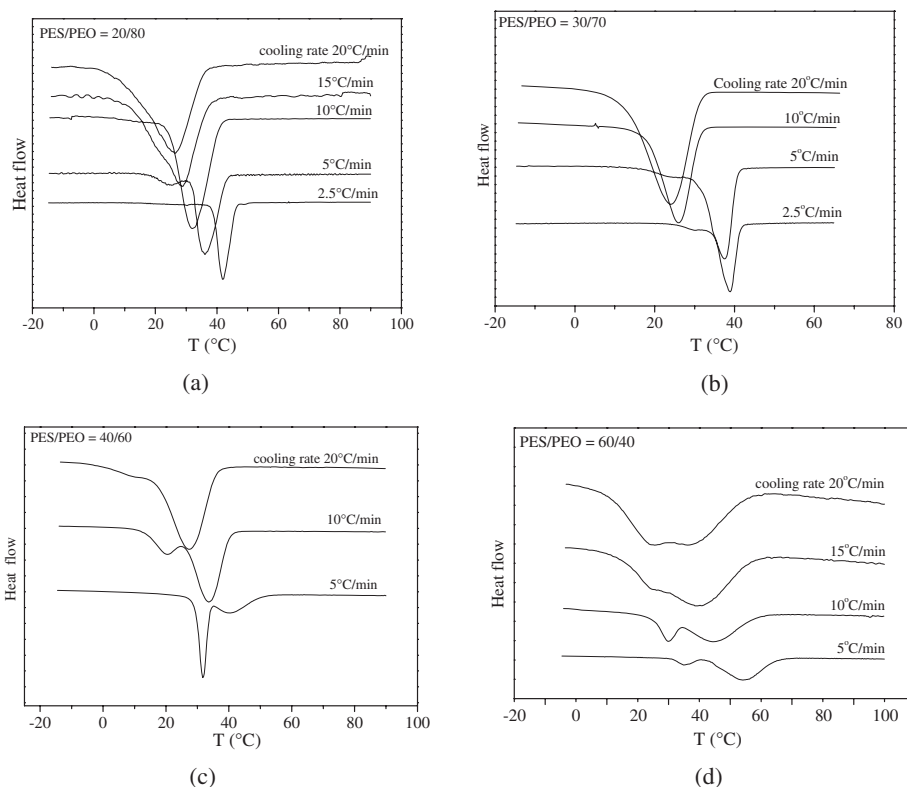 PES/PEO = 20/80
cooling rate 20°C/min
15°C/min
10°C/min
5°C/min
2.5°C/min
Heat flow
-20 0 20 40 60 80 100
T (°C)
(a)
PES/PEO = 30/70
Cooling rate 20°C/min
10°C/min
5°C/min
2.5°C/min
Heat flow
-20 0 20 40 60 80
T (°C)
(b)
PES/PEO = 40/60
cooling rate 20°C/min
10°C/min
5°C/min
Heat flow
-20 0 20 40 60 80 100
T (°C)
(c)
PES/PEO = 60/40
cooling rate 20°C/min
15°C/min
10°C/min
5°C/min
Heat flow
-20 0 20 40 60 80 100
T (°C)
(d)